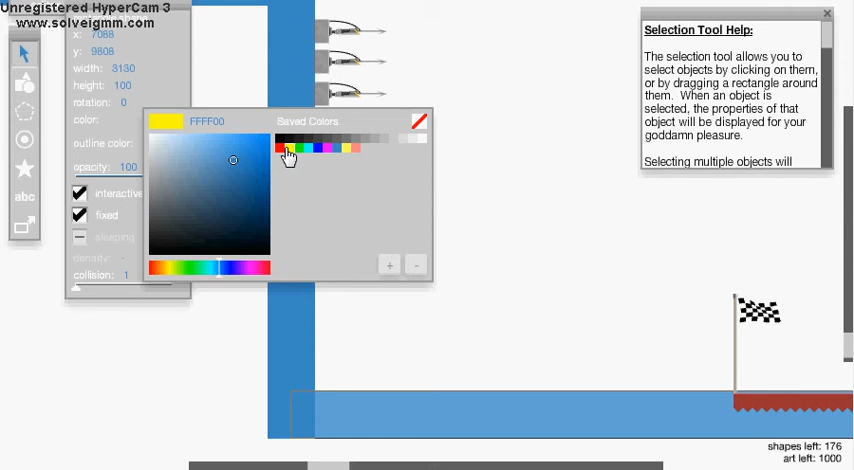 Unregistered HyperCam 3
www.solveigmm.com
x: 7088
y: 9808
width: 3130
height: 100
rotation: 0
color:
outline color:
opacity: 100
interactive
fixed
sleeping
density: -
collision: 1
abc
FFFF00
Saved Colors
+ -
Selection Tool Help:
The selection tool allows you to
select objects by clicking on them,
or by dragging a rectangle around
them. When an object is
selected, the properties of that
object will be displayed for your
goddamn pleasure.
Selecting multiple objects will
shapes left: 176
art left: 1000